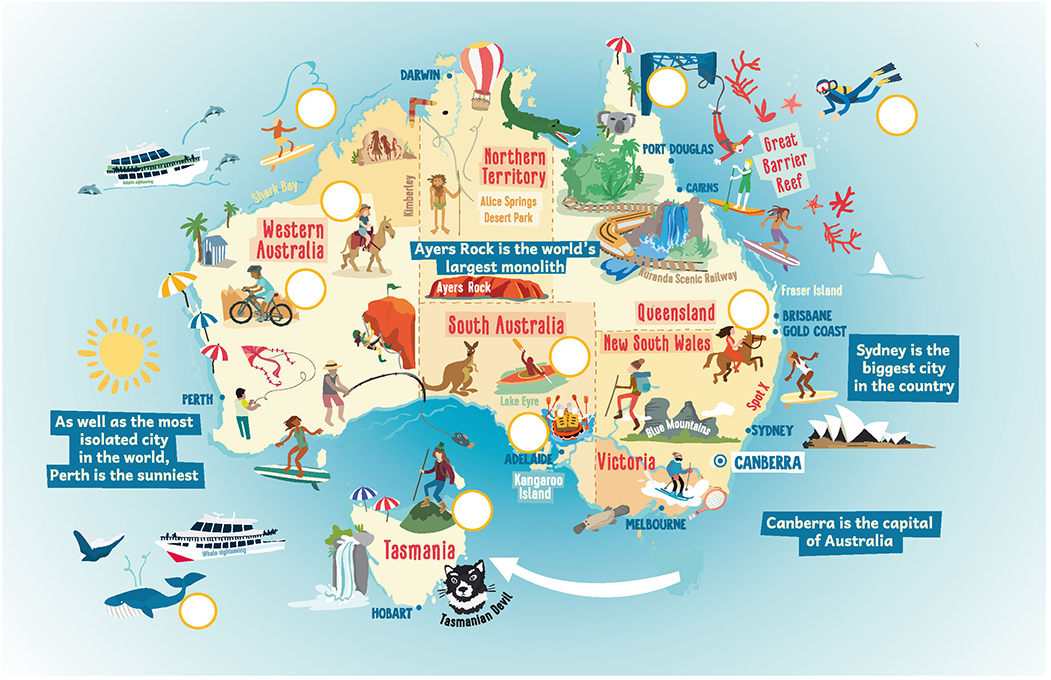 DARWIN
Northern
Territory
Alice Springs
Desert Park
PORT DOUGLAS
Great
Barrier
Reef
CAIRNS
Shark Bay
Kimberley
Western
Australia
Ayers Rock is the world's
largest monolith
Ayers Rock
Kuranda Scenic Railway
Fraser Island
Queensland
BRISBANE
GOLD COAST
South Australia
New South Wales
Sydney is the
biggest city
in the country
Lake Eyre
Spot X
PERTH
As well as the most
isolated city
in the world,
Perth is the sunniest
Blue Mountains
SYDNEY
ADELAIDE
Kangaroo
Island
Victoria
CANBERRA
MELBOURNE
Canberra is the capital
of Australia
Whale sightseeing
Tasmania
HOBART
Tasmanian Devil